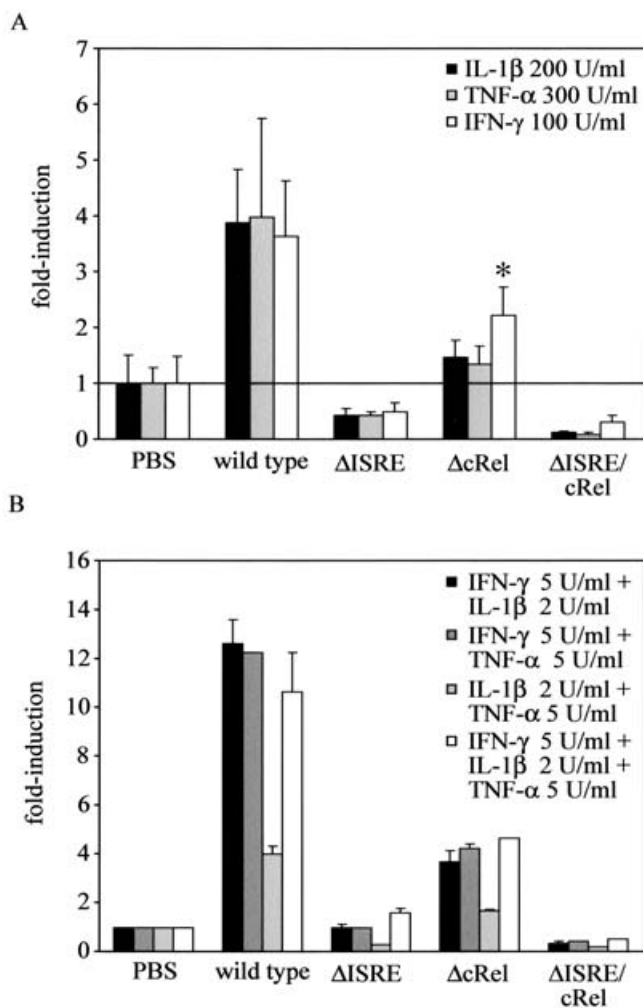 A
IL-1β 200 U/ml
TNF-α 300 U/ml
IFN-γ 100 U/ml
fold-induction
7
6
5
4
3
2
1
0
*
PBS
wild type
ΔISRE
ΔcRel
ΔISRE/
cRel
B
IFN-γ 5 U/ml +
IL-1β 2 U/ml
IFN-γ 5 U/ml +
TNF-α 5 U/ml
IL-1β 2 U/ml +
TNF-α 5 U/ml
IFN-γ 5 U/ml +
IL-1β 2 U/ml +
TNF-α 5 U/ml
fold-induction
16
14
12
10
8
6
4
2
0
PBS
wild type
ΔISRE
ΔcRel
ΔISRE/
cRel